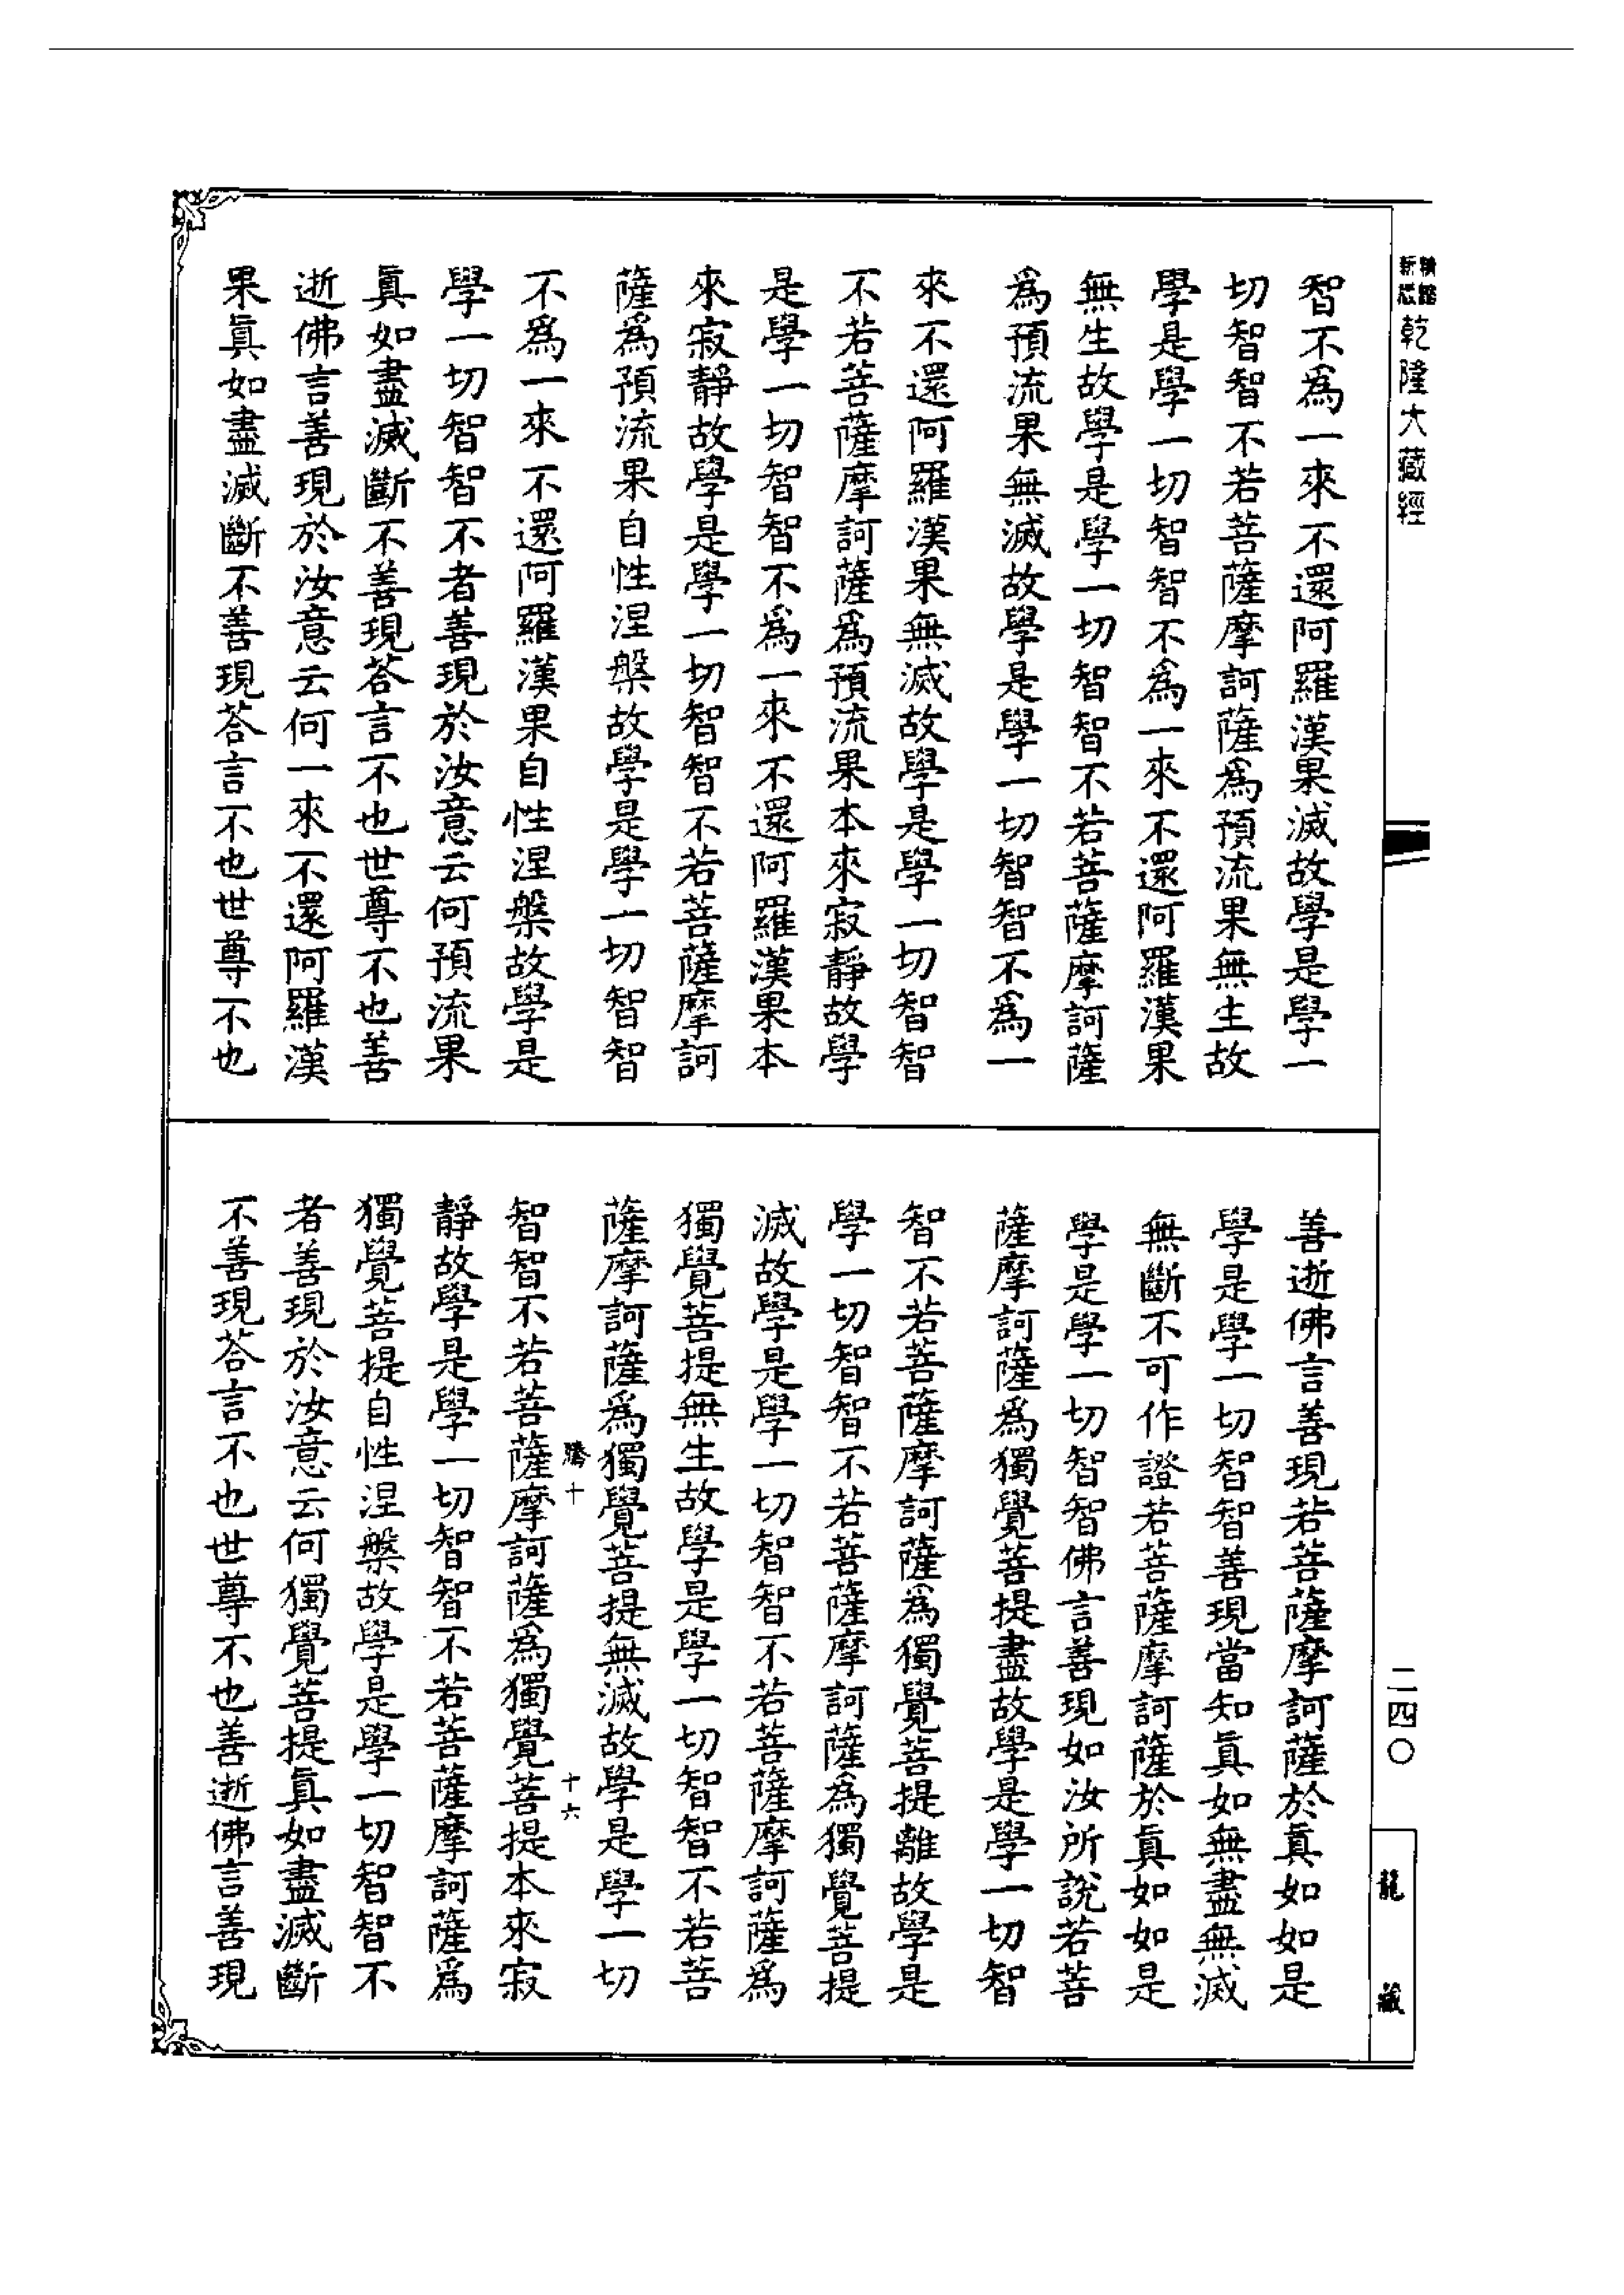 乾隆大藏經
智不爲一來不還阿羅漢果滅故學是學一
切智智不若菩薩摩訶薩爲預流果無生故
學是學一切智智不爲一來不還阿羅漢果
無生故學是學一切智智不若菩薩摩訶薩
爲預流果無滅故學是學一切智智不爲一
來不還阿羅漢果無滅故學是學一切智智
不若菩薩摩訶薩爲預流果本來寂靜故學
是學一切智智不爲一來不還阿羅漢果本
來寂靜故學是學一切智智不若菩薩摩訶
薩爲預流果自性涅槃故學是學一切智智
不爲一來不還阿羅漢果自性涅槃故學是
學一切智智不者善現於汝意云何預流果
眞如盡滅斷不善現荅言不也世尊不也善
逝佛言善現於汝意云何一來不還阿羅漢
果眞如盡滅斷不善現荅言不也世尊不也
善逝佛言善現若菩薩摩訶薩於眞如如是
學是學一切智智善現當知眞如無盡無滅
無斷不可作證若菩薩摩訶薩於眞如如是
學是學一切智智佛言善現如汝所說若菩
薩摩訶薩爲獨覺菩提盡故學是學一切智
智不若菩薩摩訶薩爲獨覺菩提離故學是
學一切智智不若菩薩摩訶薩爲獨覺菩提
滅故學是學一切智智不若菩薩摩訶薩爲
獨覺菩提無生故學是學一切智智不若菩
薩摩訶薩爲獨覺菩提無滅故學是學一切
騰十
十六
智智不若菩薩摩訶薩爲獨覺菩提本來寂
靜故學是學一切智智不若菩薩摩訶薩爲
獨覺菩提自性涅槃故學是學一切智智不
者善現於汝意云何獨覺菩提眞如盡滅斷
不善現荅言不也世尊不也善逝佛言善現
二四〇
龍藏